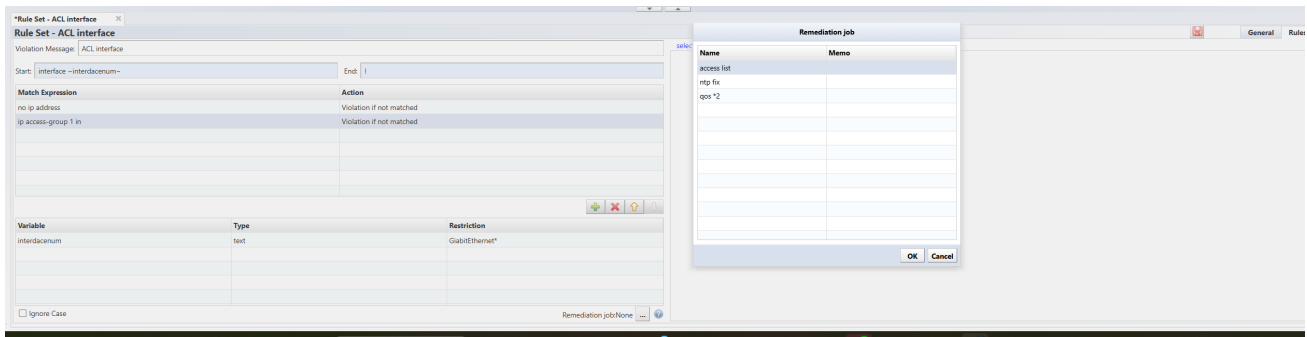 *Rule Set - ACL interface
Rule Set - ACL interface
General Rules
Violation Message: ACL interface
Start: interface ~interdacenum~ End: !
Match Expression Action
no ip address Violation if not matched
ip access-group 1 in Violation if not matched
Variable Type Restriction
interdacenum text GiabitEthernet*
Ignore Case
Remediation job:None ...
selec
Remediation job
Name Memo
access list
ntp fix
qos *2
OK Cancel